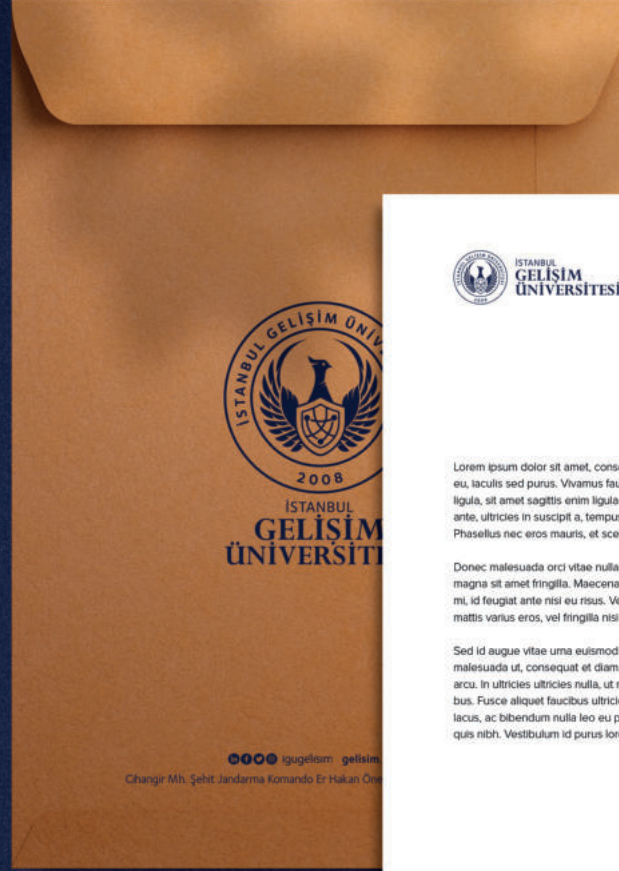 İSTANBUL GELİŞİM ÜNİV
2008
İSTANBUL
GELİŞİM
ÜNİVERSİT
igugelisim gelisim
Cihangir Mh. Şehit Jandarma Komando Er Hakan Öne
İSTANBUL
GELİŞİM
ÜNİVERSİTESİ
2008
Lorem ipsum dolor sit amet, conse
eu, iaculis sed purus. Vivamus fau
ligula, sit amet sagittis enim ligula
ante, ultricies in suscipit a, tempus
Phasellus nec eros mauris, et sce
Donec malesuada orci vitae nulla
magna sit amet fringilla. Maecena
mi, id feugiat ante nisl eu risus. Ve
mattis varius eros, vel fringilla nisi
Sed id augue vitae urna euismod
malesuada ut, consequat et diam
arcu. In ultricies ultricies nulla, ut
bus. Fusce aliquet faucibus ultricie
lacus, ac bibendum nulla leo eu p
quis nibh. Vestibulum id purus lore